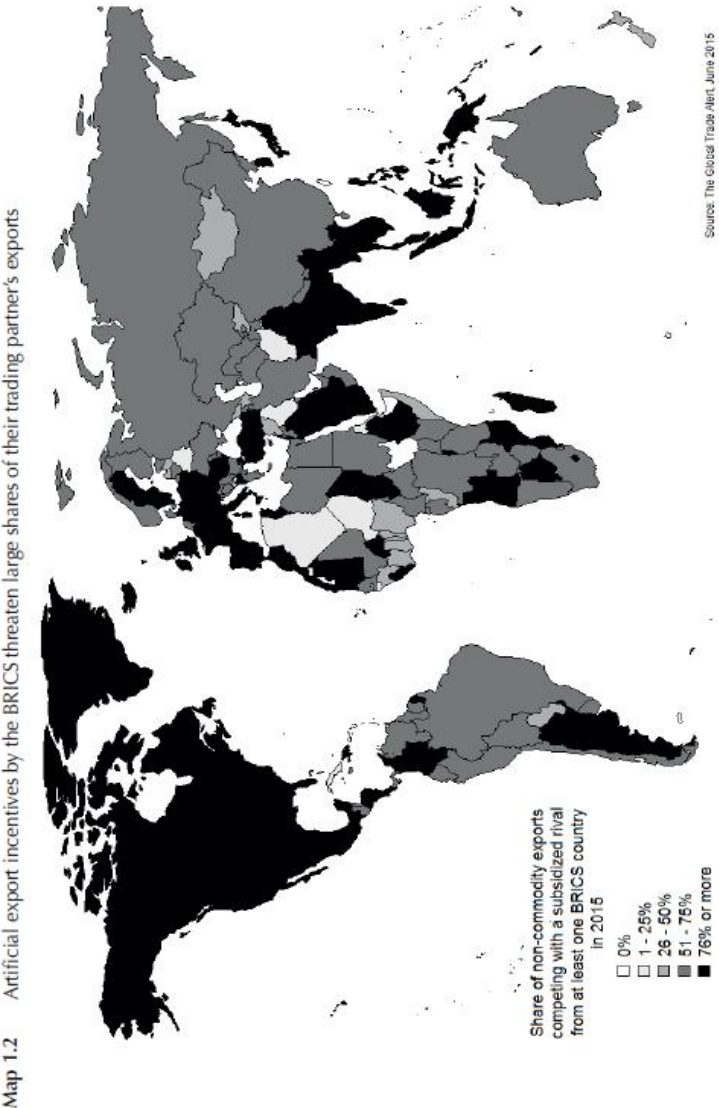 Map 1.2 Artificial export incentives by the BRICS threaten large shares of their trading partner's exports
Share of non-commodity exports
competing with a subsidized rival
from at least one BRICS country
in 2015
0%
1 - 25%
26 - 50%
51 - 75%
76% or more
Source: The Global Trade Alert, June 2015